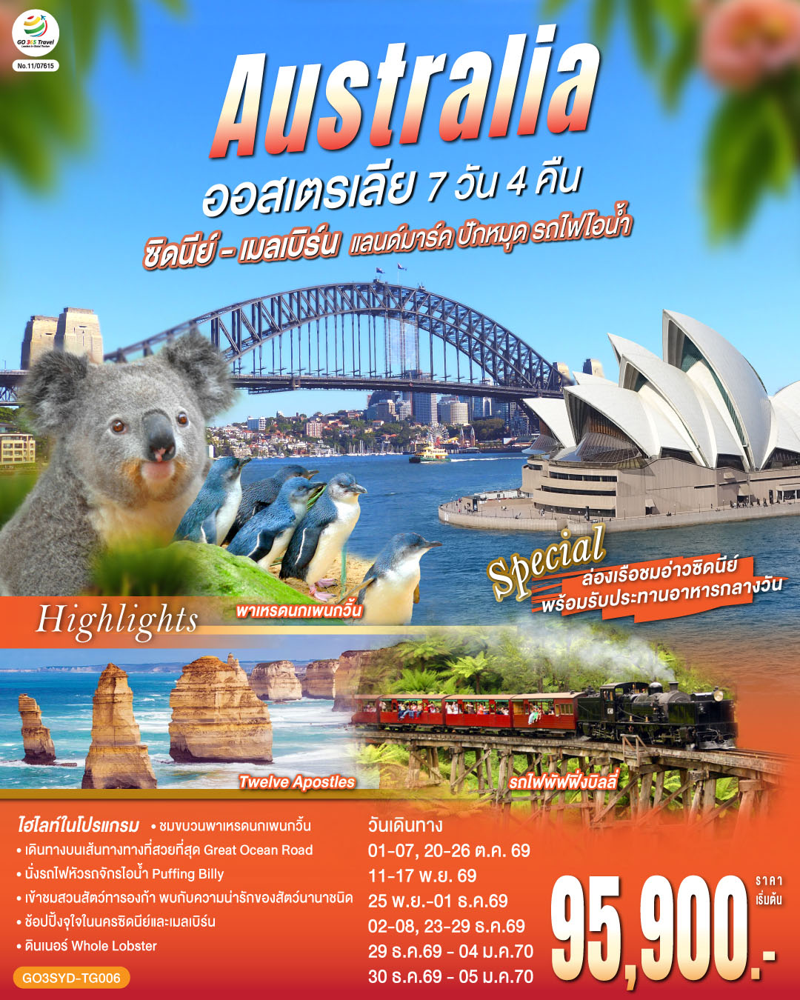 GO 365 Travel
Leaders in Global Tourism
No.11/07615
Australia
ออสเตรเลีย 7 วัน 4 คืน
ซิดนีย์ - เมลเบิร์น แลนด์มาร์ค ปักหมุด รถไฟไอน้ำ
Special
ล่องเรือชมอ่าวซิดนีย์
พร้อมรับประทานอาหารกลางวัน
Highlights
พาเหรดนกเพนกวิ้น
Twelve Apostles
รถไฟพัฟฟิ่งบิลลี่
ไฮไลท์ในโปรแกรม • ชมขบวนพาเหรดนกเพนกวิ้น
• เดินทางบนเส้นทางทางที่สวยที่สุด Great Ocean Road
• นั่งรถไฟหัวรถจักรไอน้ำ Puffing Billy
• เข้าชมสวนสัตว์ทารองก้า พบกับความน่ารักของสัตว์นานาชนิด
• ช้อปปิ้งจุใจในนครซิดนีย์และเมลเบิร์น
• ดินเนอร์ Whole Lobster
GO3SYD-TG006
วันเดินทาง
01-07, 20-26 ต.ค. 69
11-17 พ.ย. 69
25 พ.ย.-01 ธ.ค.69
02-08, 23-29 ธ.ค.69
29 ธ.ค.69 - 04 ม.ค.70
30 ธ.ค.69 - 05 ม.ค.70
95,900.-
ราคา
เริ่มต้น